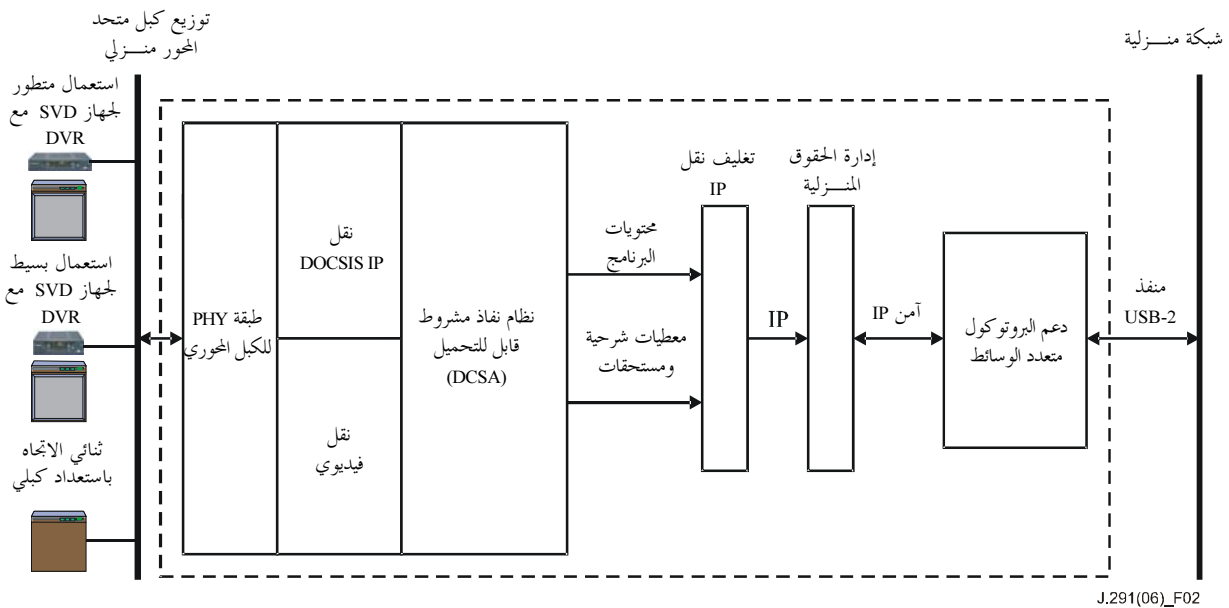 توزيع كبل متحد
المحور منـــزلي
شبكة منـــزلية
استعمال متطور
لجهاز SVD مع
DVR
استعمال بسيط
لجهاز SVD مع
DVR
ثنائي الاتجاه
باستعداد كبلي
طبقة PHY
للكبل المحوري
نقل
DOCSIS IP
نقل
فيديوي
نظام نفاذ مشروط
قابل للتحميل
(DCSA)
محتويات
البرنامج
معطيات شرحية
ومستحقات
تغليف نقل
IP
IP
إدارة الحقوق
المنـــزلية
آمن IP
دعم البروتوكول
متعدد الوسائط
منفذ
USB-2
J.291(06)_F02